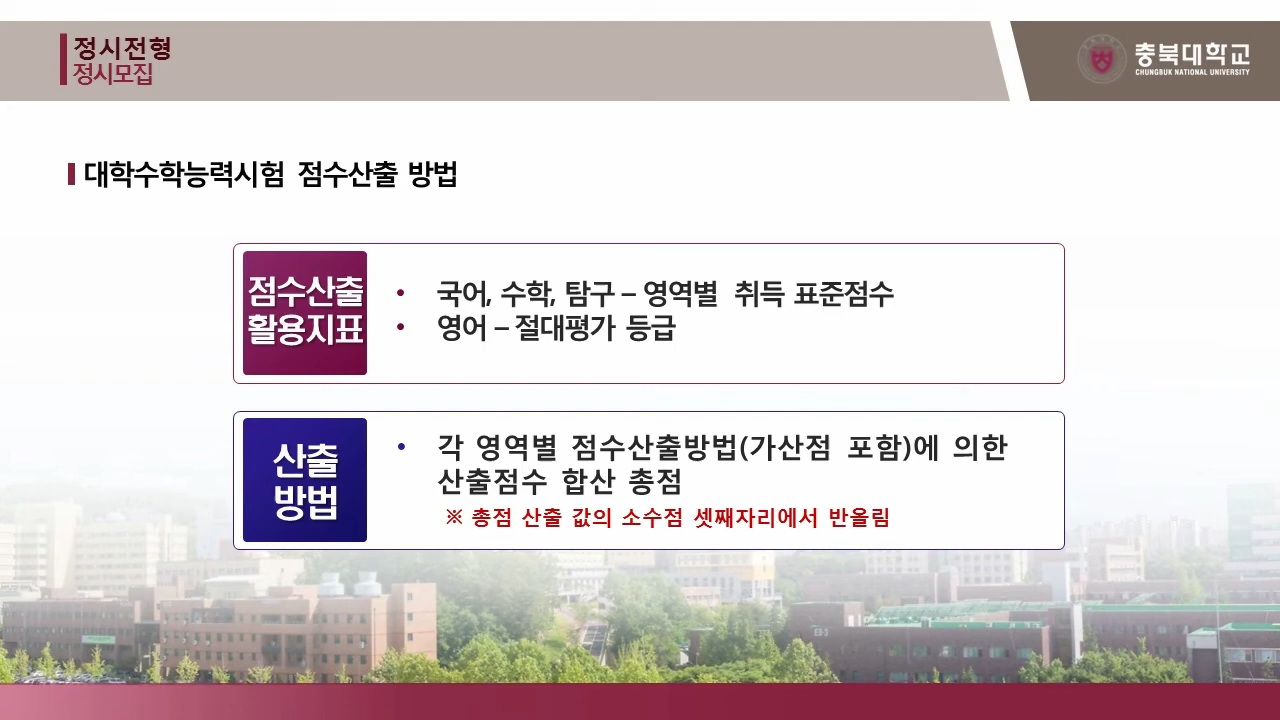 정시전형
정시모집
충북대학교
CHUNGBUK NATIONAL UNIVERSITY
대학수학능력시험 점수산출 방법
점수산출
활용지표
• 국어, 수학, 탐구 – 영역별 취득 표준점수
• 영어 – 절대평가 등급
산출
방법
• 각 영역별 점수산출방법(가산점 포함)에 의한
산출점수 합산 총점
※ 총점 산출 값의 소수점 셋째자리에서 반올림
E8-3